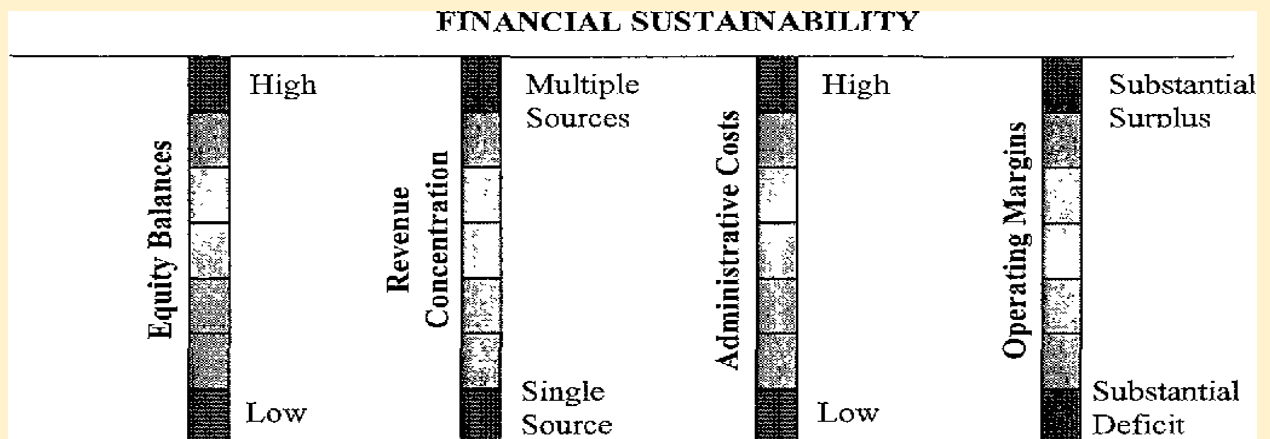 FINANCIAL SUSTAINABILITY
Equity Balances
High
Low
Revenue
Concentration
Multiple
Sources
Single
Source
Administrative Costs
High
Low
Operating Margins
Substantial
Surplus
Substantial
Deficit